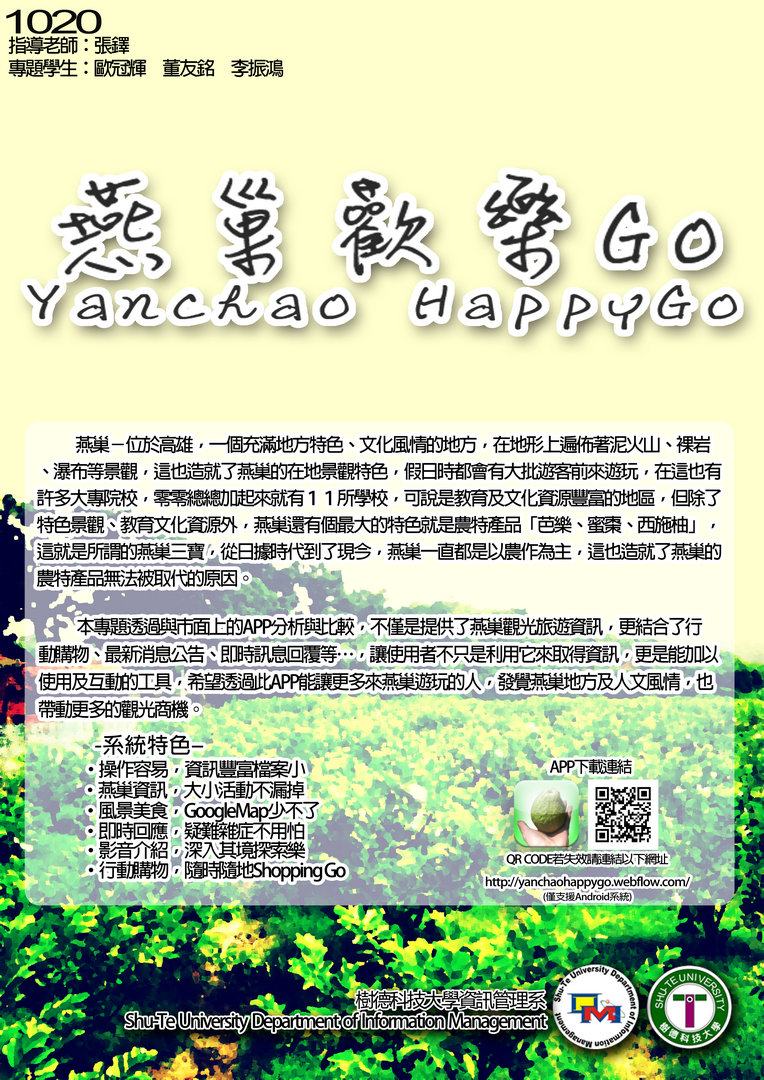 1020
指導老師：張鐸
專題學生：歐冠輝　董友銘　李振鴻
燕巢歡樂Go
Yanchao HappyGo
燕巢－位於高雄，一個充滿地方特色、文化風情的地方，在地形上遍佈著泥火山、裸岩
、瀑布等景觀，這也造就了燕巢的在地景觀特色，假日時都會有大批遊客前來遊玩，在這也有
許多大專院校，零零總總加起來就有１１所學校，可說是教育及文化資源豐富的地區，但除了
特色景觀、教育文化資源外，燕巢還有個最大的特色就是農特產品「芭樂、蜜棗、西施柚」，
這就是所謂的燕巢三寶，從日據時代到了現今，燕巢一直都是以農作為主，這也造就了燕巢的
農特產品無法被取代的原因。
本專題透過與市面上的APP分析與比較，不僅是提供了燕巢觀光旅遊資訊，更結合了行
動購物、最新消息公告、即時訊息回覆等…，讓使用者不只是利用它來取得資訊，更是能加以
使用及互動的工具，希望透過此APP能讓更多來燕巢遊玩的人，發覺燕巢地方及人文風情，也
帶動更多的觀光商機。
-系統特色-
・操作容易，資訊豐富檔案小
・燕巢資訊，大小活動不漏掉
・風景美食，GoogleMap少不了
・即時回應，疑難雜症不用怕
・影音介紹，深入其境探索樂
・行動購物，隨時隨地Shopping Go
APP下載連結
QR CODE若失效請連結以下網址
http://yanchaohappygo.webflow.com/
(僅支援Android系統)
樹德科技大學資訊管理系
Shu-Te University Department of Information Management
Shu-Te University Department of Information Management
SHU-TE UNIVERSITY
樹德科技大學